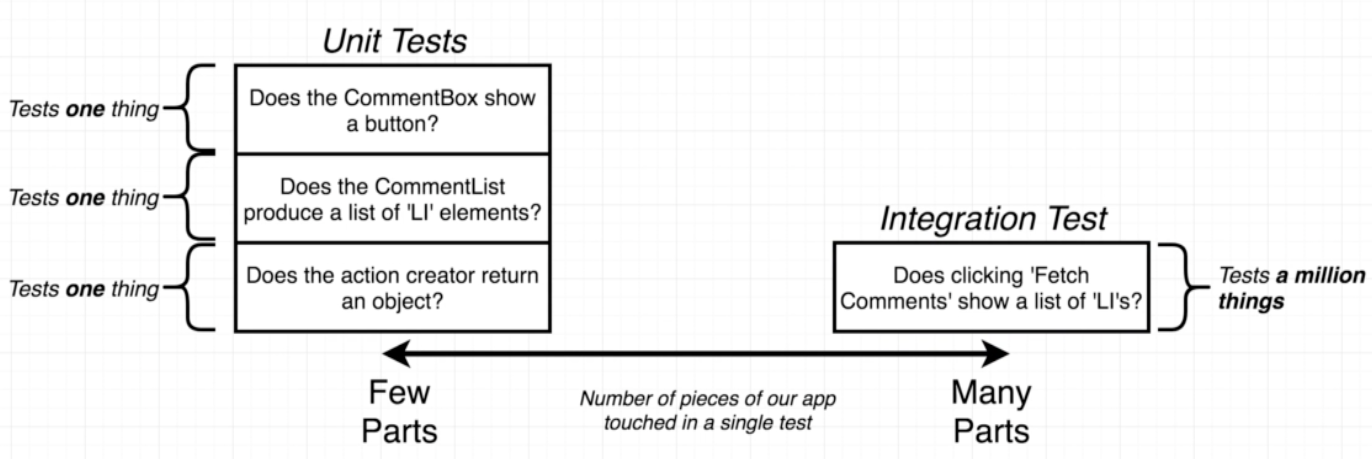 Unit Tests
Tests one thing
Does the CommentBox show
a button?
Tests one thing
Does the CommentList
produce a list of 'LI' elements?
Tests one thing
Does the action creator return
an object?
Integration Test
Does clicking 'Fetch
Comments' show a list of 'LI's?
Tests a million
things
Few
Parts
Number of pieces of our app
touched in a single test
Many
Parts